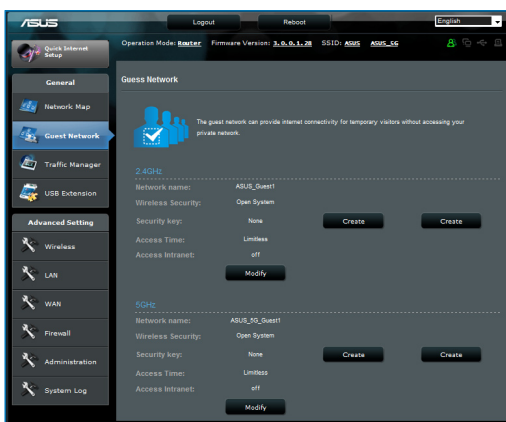 ASUS
Logout
Reboot
English
Quick Internet
Setup
Operation Mode: Router Firmware Version: 3.0.0.1.28 SSID: ASUS ASUS_5G
General
Network Map
Guest Network
Traffic Manager
USB Extension
Advanced Setting
Wireless
LAN
WAN
Firewall
Administration
System Log
Guess Network
The guest network can provide internet connectivity for temporary visitors without accessing your
private network.
2.4GHz
Network name: ASUS_Guest1
Wireless Security: Open System
Security key: None Create Create
Access Time: Limitless
Access Intranet: off
Modify
5GHz
Network name: ASUS_5G_Guest1
Wireless Security: Open System
Security key: None Create Create
Access Time: Limitless
Access Intranet: off
Modify